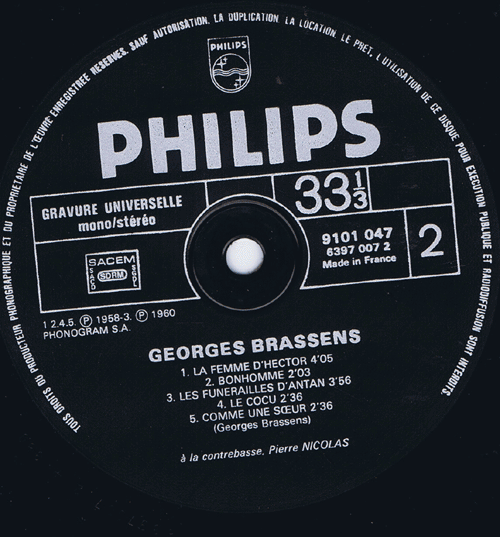 TOUS DROITS DU PRODUCTEUR PHONOGRAPHIQUE ET DU PROPRIETAIRE DE L'ŒUVRE ENREGISTREE RESERVES. SAUF AUTORISATION, LA DUPLICATION, LA LOCATION, LE PRET, L'UTILISATION DE CE DISQUE POUR EXECUTION PUBLIQUE ET RADIODIFFUSION SONT INTERDITS.
PHILIPS
PHILIPS
GRAVURE UNIVERSELLE
mono/stéréo
33 1/3
SACEM
SACD SDRM SGDL
9101 047
6397 007 2
Made in France
2
1 2.4.5. Ⓟ 1958-3. Ⓟ 1960
PHONOGRAM S.A.
GEORGES BRASSENS
1. LA FEMME D'HECTOR 4'05
2. BONHOMME 2'03
3. LES FUNERAILLES D'ANTAN 3'56
4. LE COCU 2'36
5. COMME UNE SŒUR 2'36
(Georges Brassens)
à la contrebasse, Pierre NICOLAS